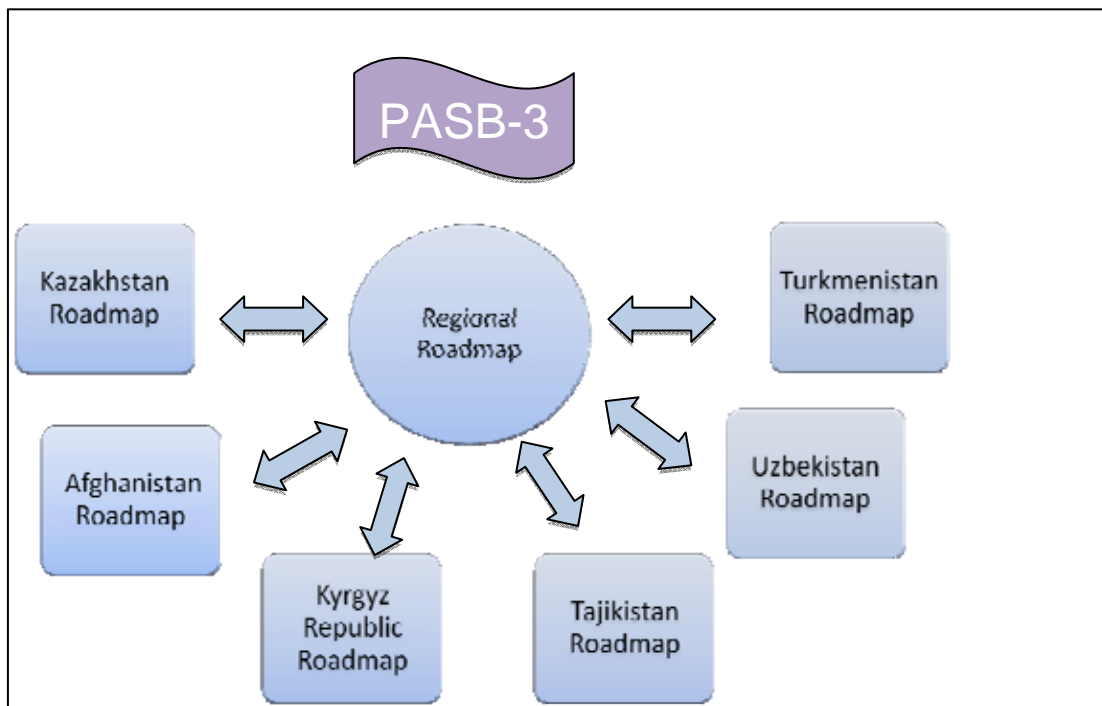 PASB-3
Kazakhstan
Roadmap
Regional
Roadmap
Turkmenistan
Roadmap
Afghanistan
Roadmap
Uzbekistan
Roadmap
Kyrgyz
Republic
Roadmap
Tajikistan
Roadmap